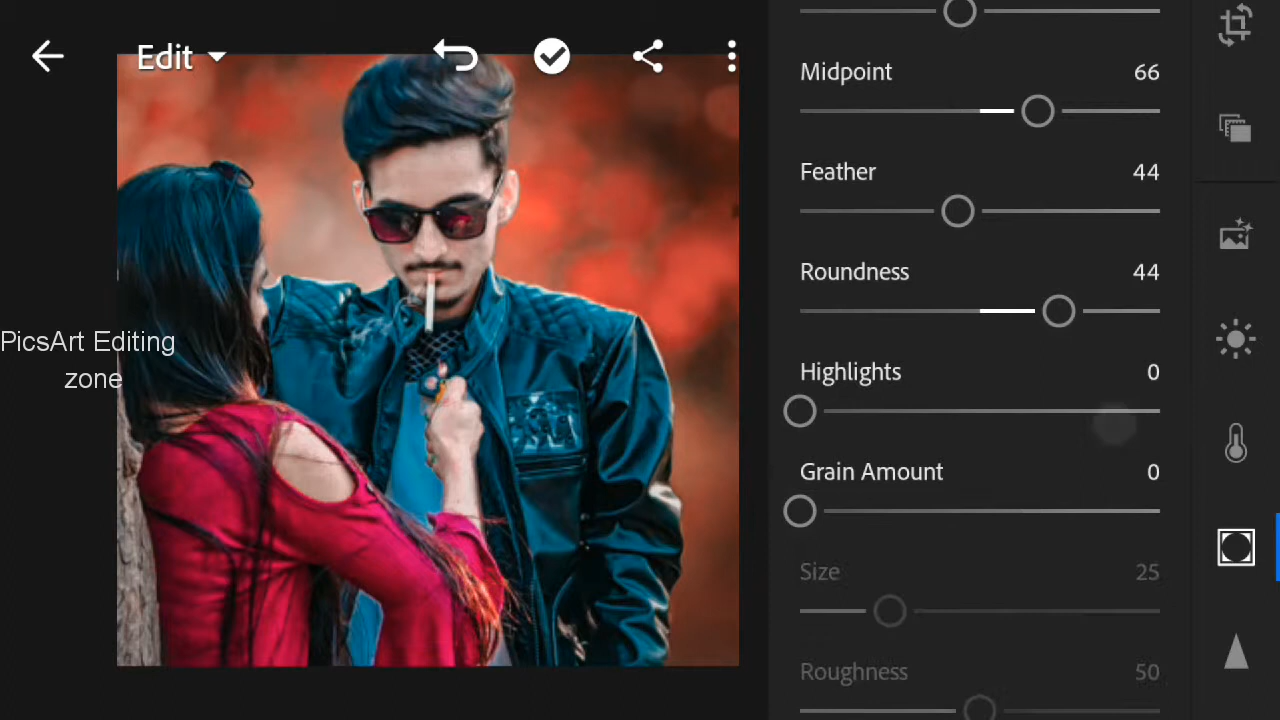 Edit
Midpoint 66
Feather 44
Roundness 44
Highlights 0
Grain Amount 0
Size 25
Roughness 50
PicsArt Editing
zone